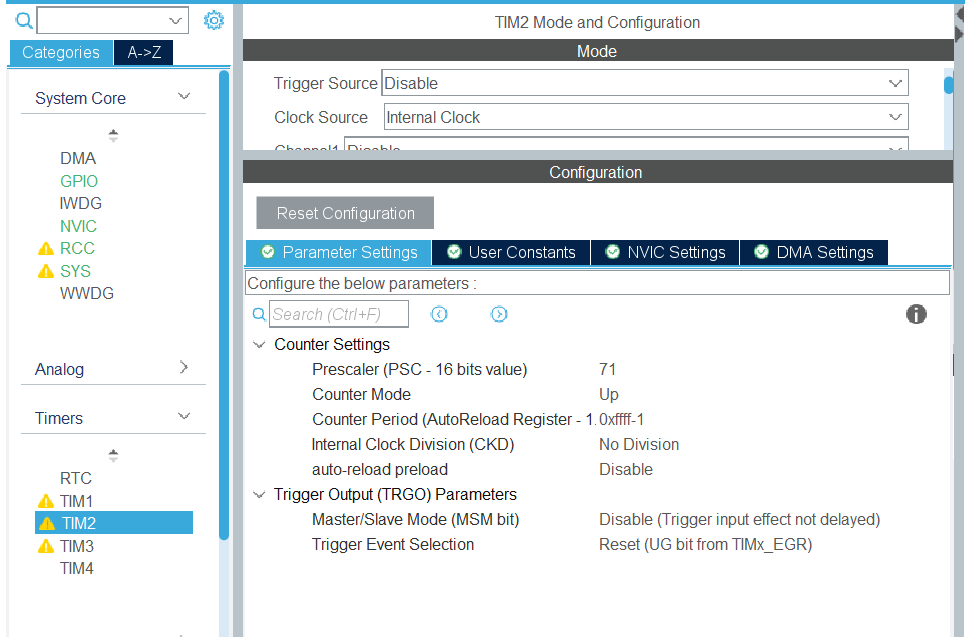 Categories
A->Z
System Core
DMA
GPIO
IWDG
NVIC
RCC
SYS
WWDG
Analog
Timers
RTC
TIM1
TIM2
TIM3
TIM4
TIM2 Mode and Configuration
Mode
Trigger Source Disable
Clock Source Internal Clock
Channel1 Disable
Configuration
Reset Configuration
Parameter Settings User Constants NVIC Settings DMA Settings
Configure the below parameters :
Search (Ctrl+F)
Counter Settings
Prescaler (PSC - 16 bits value) 71
Counter Mode Up
Counter Period (AutoReload Register - 1. 0xffff-1
Internal Clock Division (CKD) No Division
auto-reload preload Disable
Trigger Output (TRGO) Parameters
Master/Slave Mode (MSM bit) Disable (Trigger input effect not delayed)
Trigger Event Selection Reset (UG bit from TIMx_EGR)